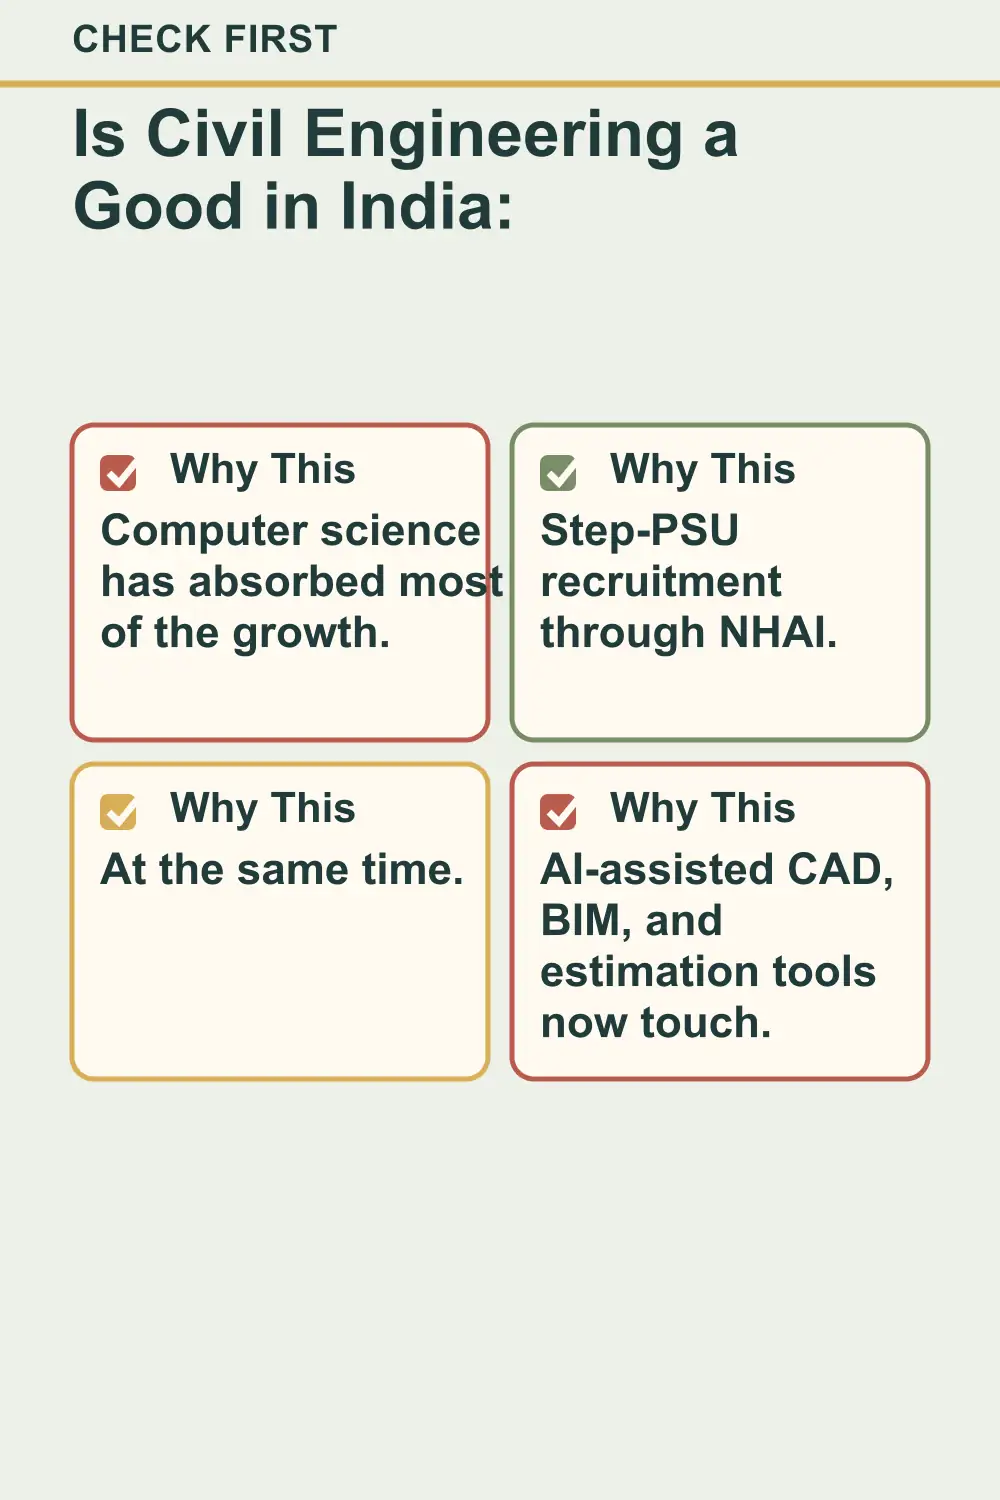 CHECK FIRST
Is Civil Engineering a
Good in India:
Why This
Computer science
has absorbed most
of the growth.
Why This
Step-PSU
recruitment
through NHAI.
Why This
At the same time.
Why This
AI-assisted CAD,
BIM, and
estimation tools
now touch.